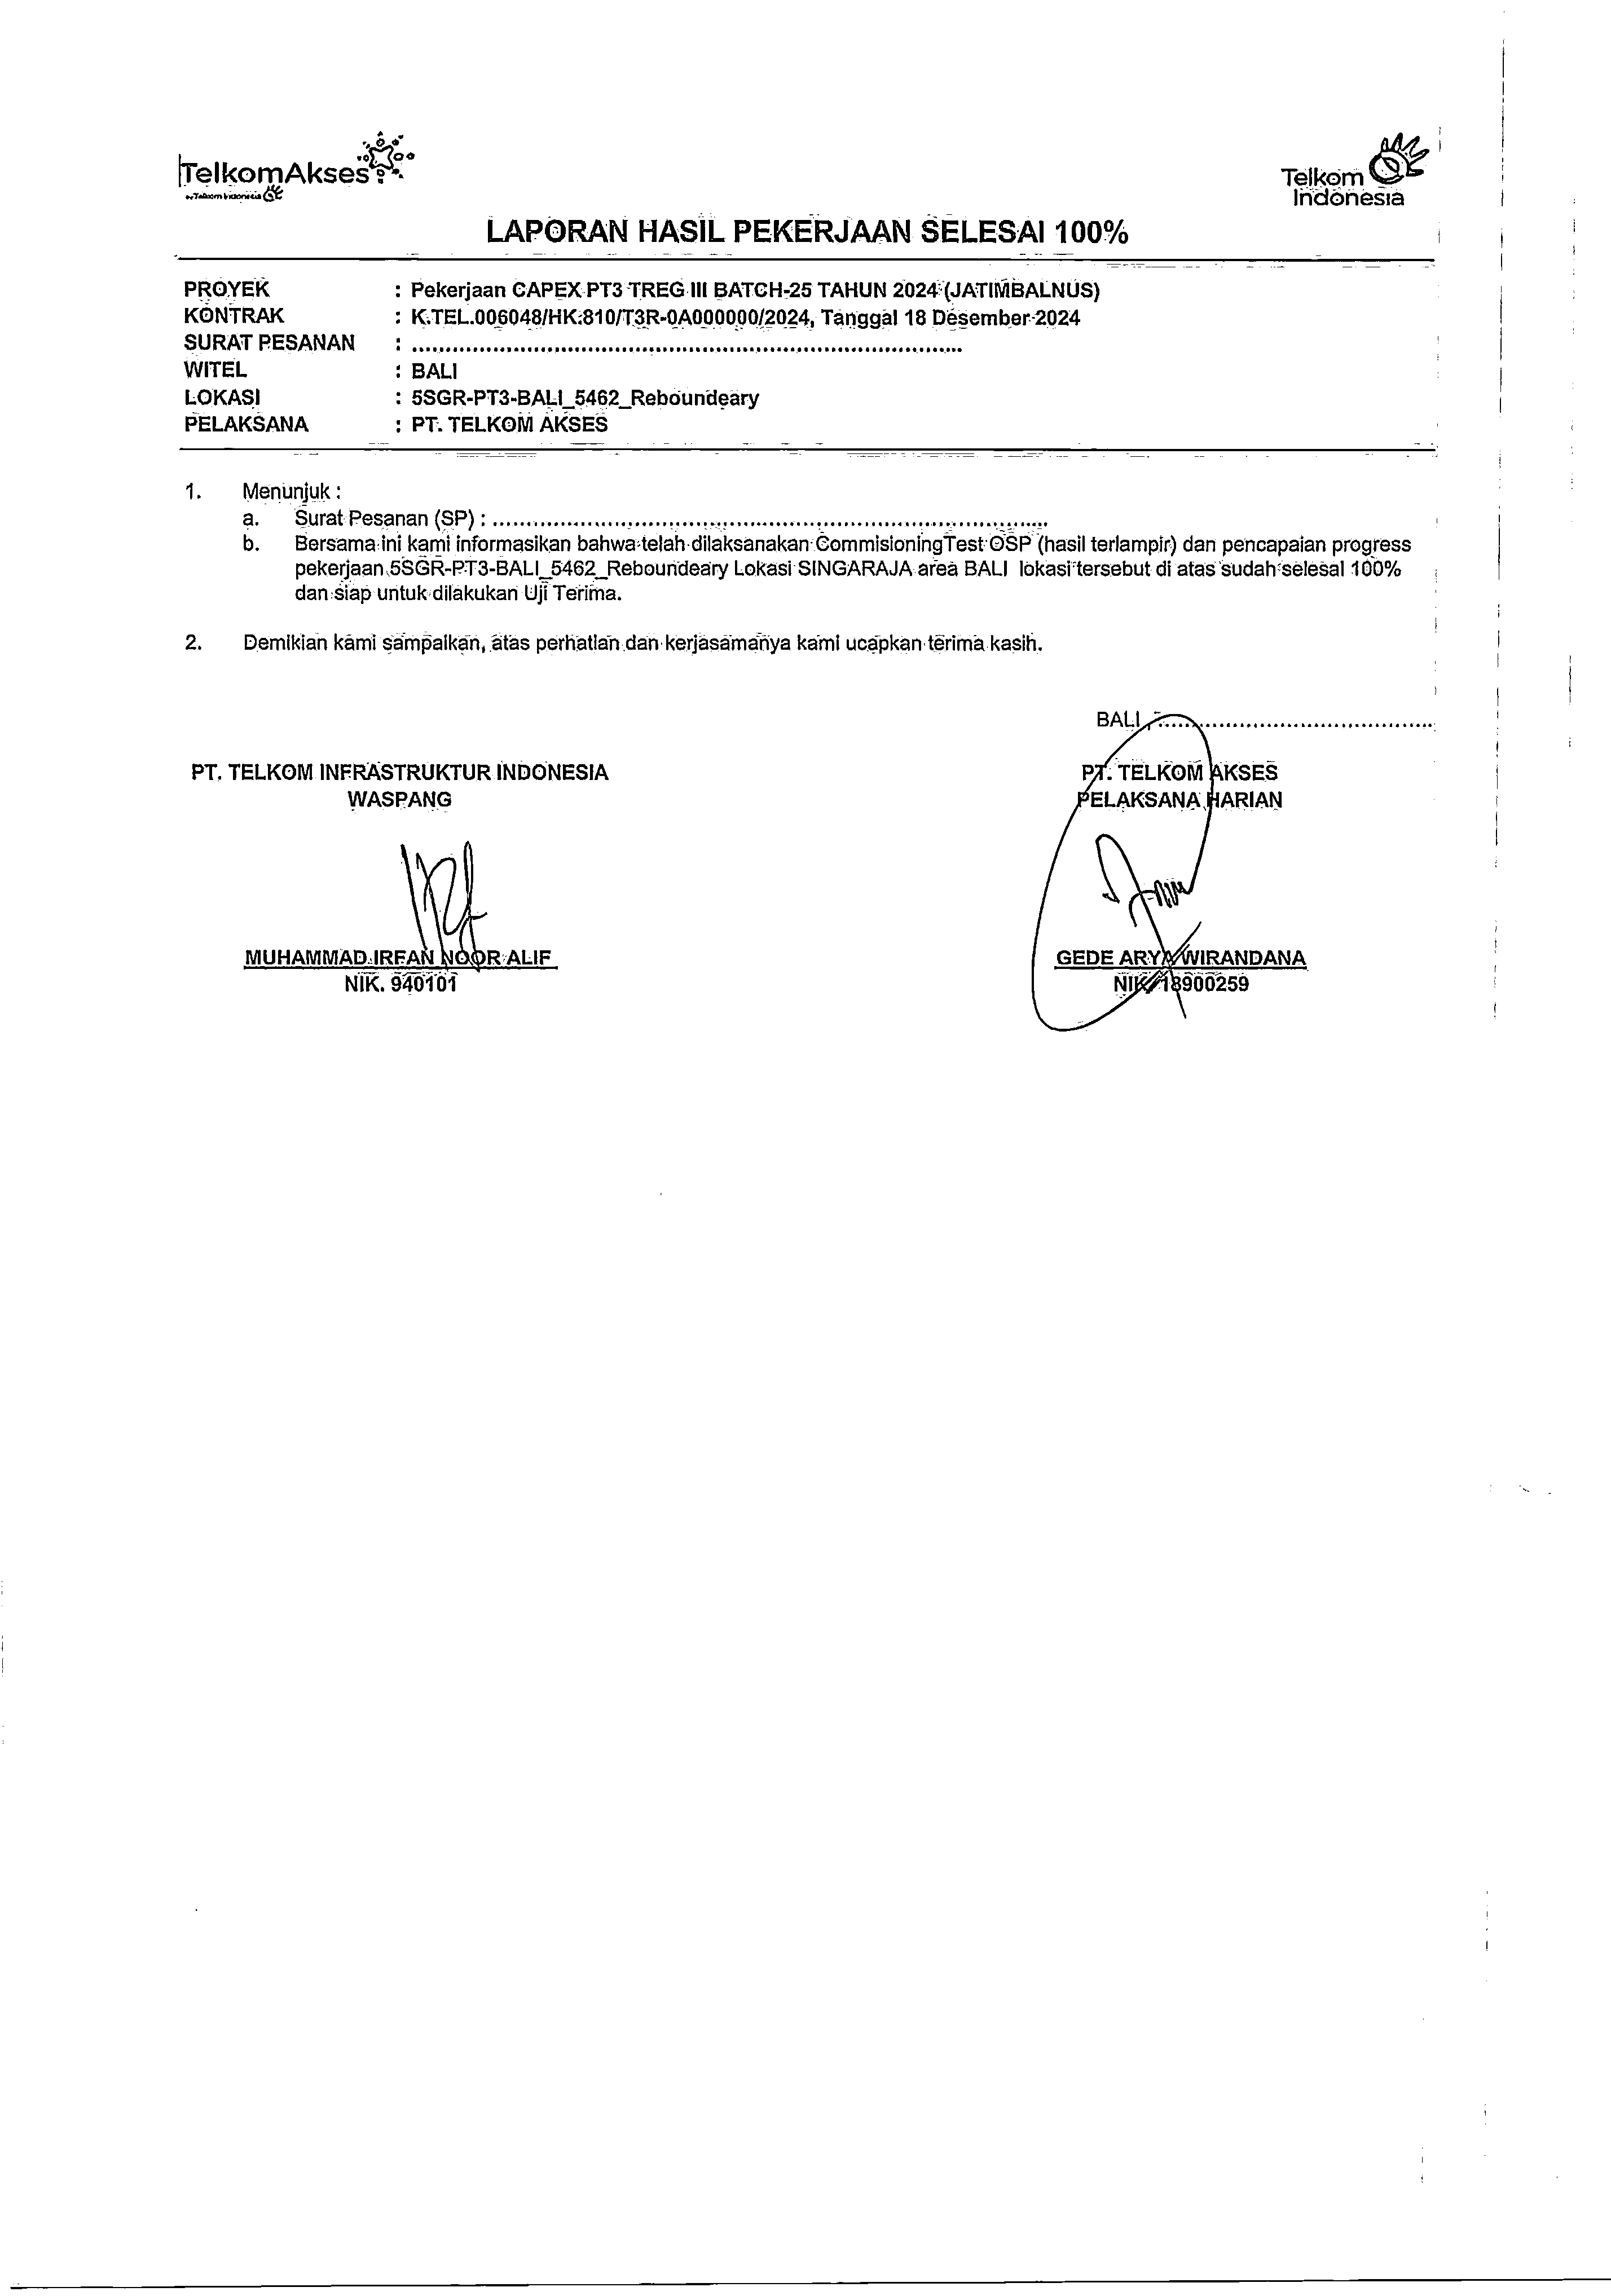 TelkomAkses
by Telkom Indonesia
Telkom
Indonesia
LAPORAN HASIL PEKERJAAN SELESAI 100%
PROYEK : Pekerjaan CAPEX PT3 TREG III BATCH-25 TAHUN 2024 (JATIMBALNUS)
KONTRAK : K.TEL.006048/HK.810/T3R-0A000000/2024, Tanggal 18 Desember 2024
SURAT PESANAN : ................................................................................
WITEL : BALI
LOKASI : 5SGR-PT3-BALI_5462_Reboundeary
PELAKSANA : PT. TELKOM AKSES
1. Menunjuk :
a. Surat Pesanan (SP) : ................................................................................
b. Bersama ini kami informasikan bahwa telah dilaksanakan CommisioningTest OSP (hasil terlampir) dan pencapaian progress
pekerjaan 5SGR-PT3-BALI_5462_Reboundeary Lokasi SINGARAJA area BALI lokasi tersebut di atas sudah selesai 100%
dan siap untuk dilakukan Uji Terima.
2. Demikian kami sampaikan, atas perhatian dan kerjasamanya kami ucapkan terima kasih.
BALI, ........................................
PT. TELKOM INFRASTRUKTUR INDONESIA
WASPANG
PT. TELKOM AKSES
PELAKSANA HARIAN
MUHAMMAD IRFAN NOOR ALIF
NIK. 940101
GEDE ARYA WIRANDANA
NIK. 18900259